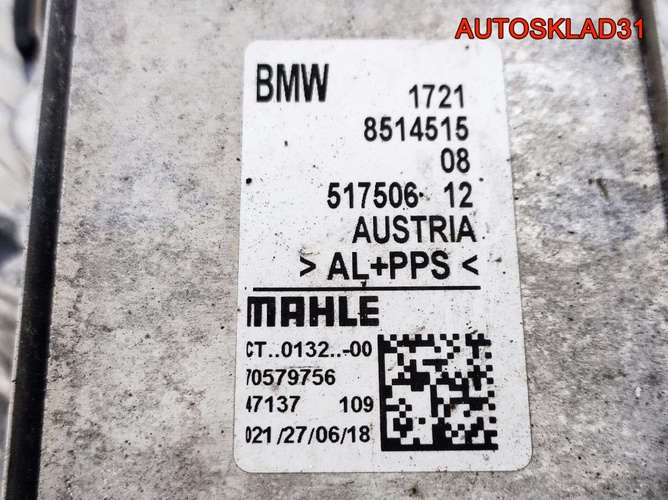 AUTOSKLAD31
BMW 1721
8514515
08
517506 12
AUSTRIA
> AL+PPS <
MAHLE
CT..0132..-00
70579756
47137 109
021/27/06/18